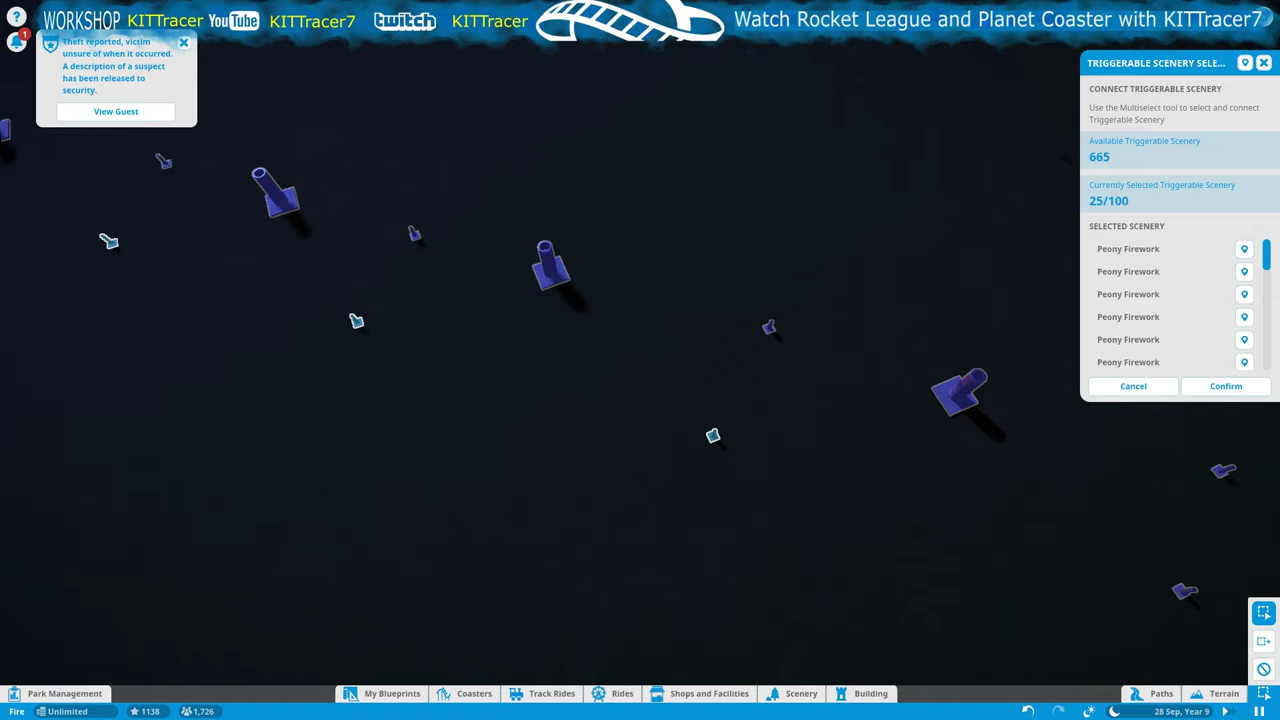 WORKSHOP KITTracer YouTube KITTracer7 twitch KITTracer Watch Rocket League and Planet Coaster with KITTracer7
?
1
Theft reported, victim
unsure of when it occurred.
A description of a suspect
has been released to
security.
View Guest
TRIGGERABLE SCENERY SELE...
CONNECT TRIGGERABLE SCENERY
Use the Multiselect tool to select and connect
Triggerable Scenery
Available Triggerable Scenery
665
Currently Selected Triggerable Scenery
25/100
SELECTED SCENERY
Peony Firework
Peony Firework
Peony Firework
Peony Firework
Peony Firework
Peony Firework
Cancel Confirm
Park Management My Blueprints Coasters Track Rides Rides Shops and Facilities Scenery Building Paths Terrain
Fire Unlimited 1138 1,726 28 Sep, Year 9